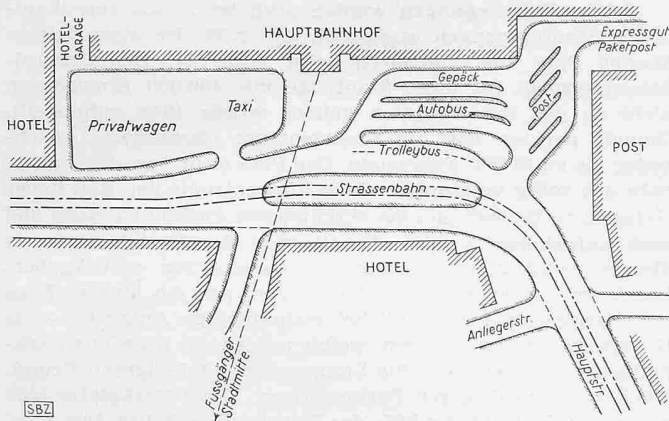 HOTEL-
GARAGE
HAUPTBAHNHOF
Expressgut
Paketpost
Gepäck
Taxi
Autobus
Post
HOTEL
Privatwagen
Trolleybus
POST
Strassenbahn
HOTEL
Anliegerstr.
Hauptstr.
Fussgänger
Stadtmitte
SBZ